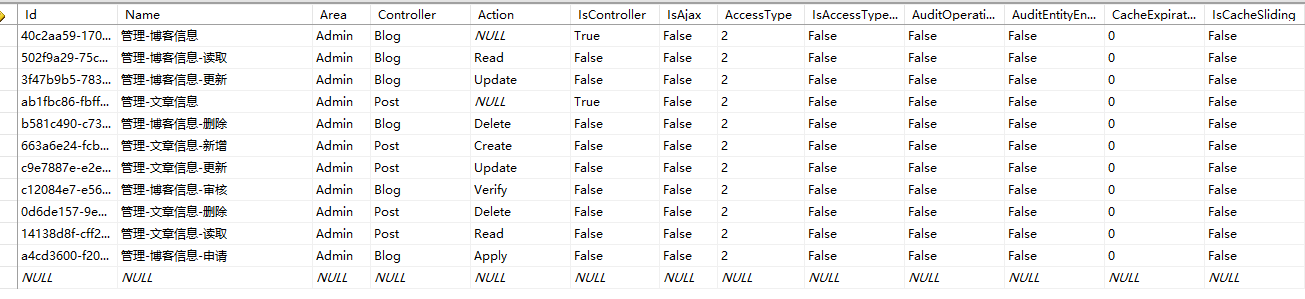 Id Name Area Controller Action IsController IsAjax AccessType IsAccessType... AuditOperati... AuditEntityEn... CacheExpirat... IsCacheSliding
40c2aa59-170... 管理-博客信息 Admin Blog NULL True False 2 False False False 0 False
502f9a29-75c... 管理-博客信息-读取 Admin Blog Read False False 2 False False False 0 False
3f47b9b5-783... 管理-博客信息-更新 Admin Blog Update False False 2 False False False 0 False
ab1fbc86-fbff... 管理-文章信息 Admin Post NULL True False 2 False False False 0 False
b581c490-c73... 管理-博客信息-删除 Admin Blog Delete False False 2 False False False 0 False
663a6e24-fcb... 管理-文章信息-新增 Admin Post Create False False 2 False False False 0 False
c9e7887e-e2e... 管理-文章信息-更新 Admin Post Update False False 2 False False False 0 False
c12084e7-e56... 管理-博客信息-审核 Admin Blog Verify False False 2 False False False 0 False
0d6de157-9e... 管理-文章信息-删除 Admin Post Delete False False 2 False False False 0 False
14138d8f-cff2... 管理-文章信息-读取 Admin Post Read False False 2 False False False 0 False
a4cd3600-f20... 管理-博客信息-申请 Admin Blog Apply False False 2 False False False 0 False
NULL NULL NULL NULL NULL NULL NULL NULL NULL NULL NULL NULL NULL